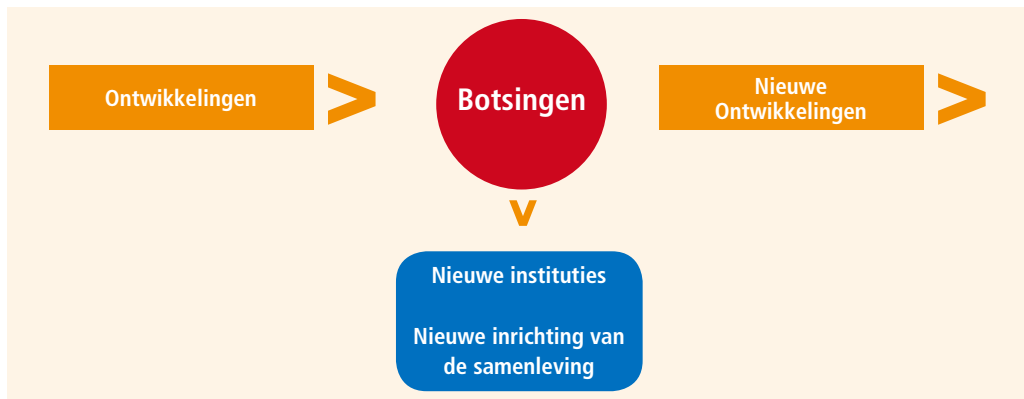 Ontwikkelingen
Botsingen
Nieuwe
Ontwikkelingen
Nieuwe instituties
Nieuwe inrichting van
de samenleving